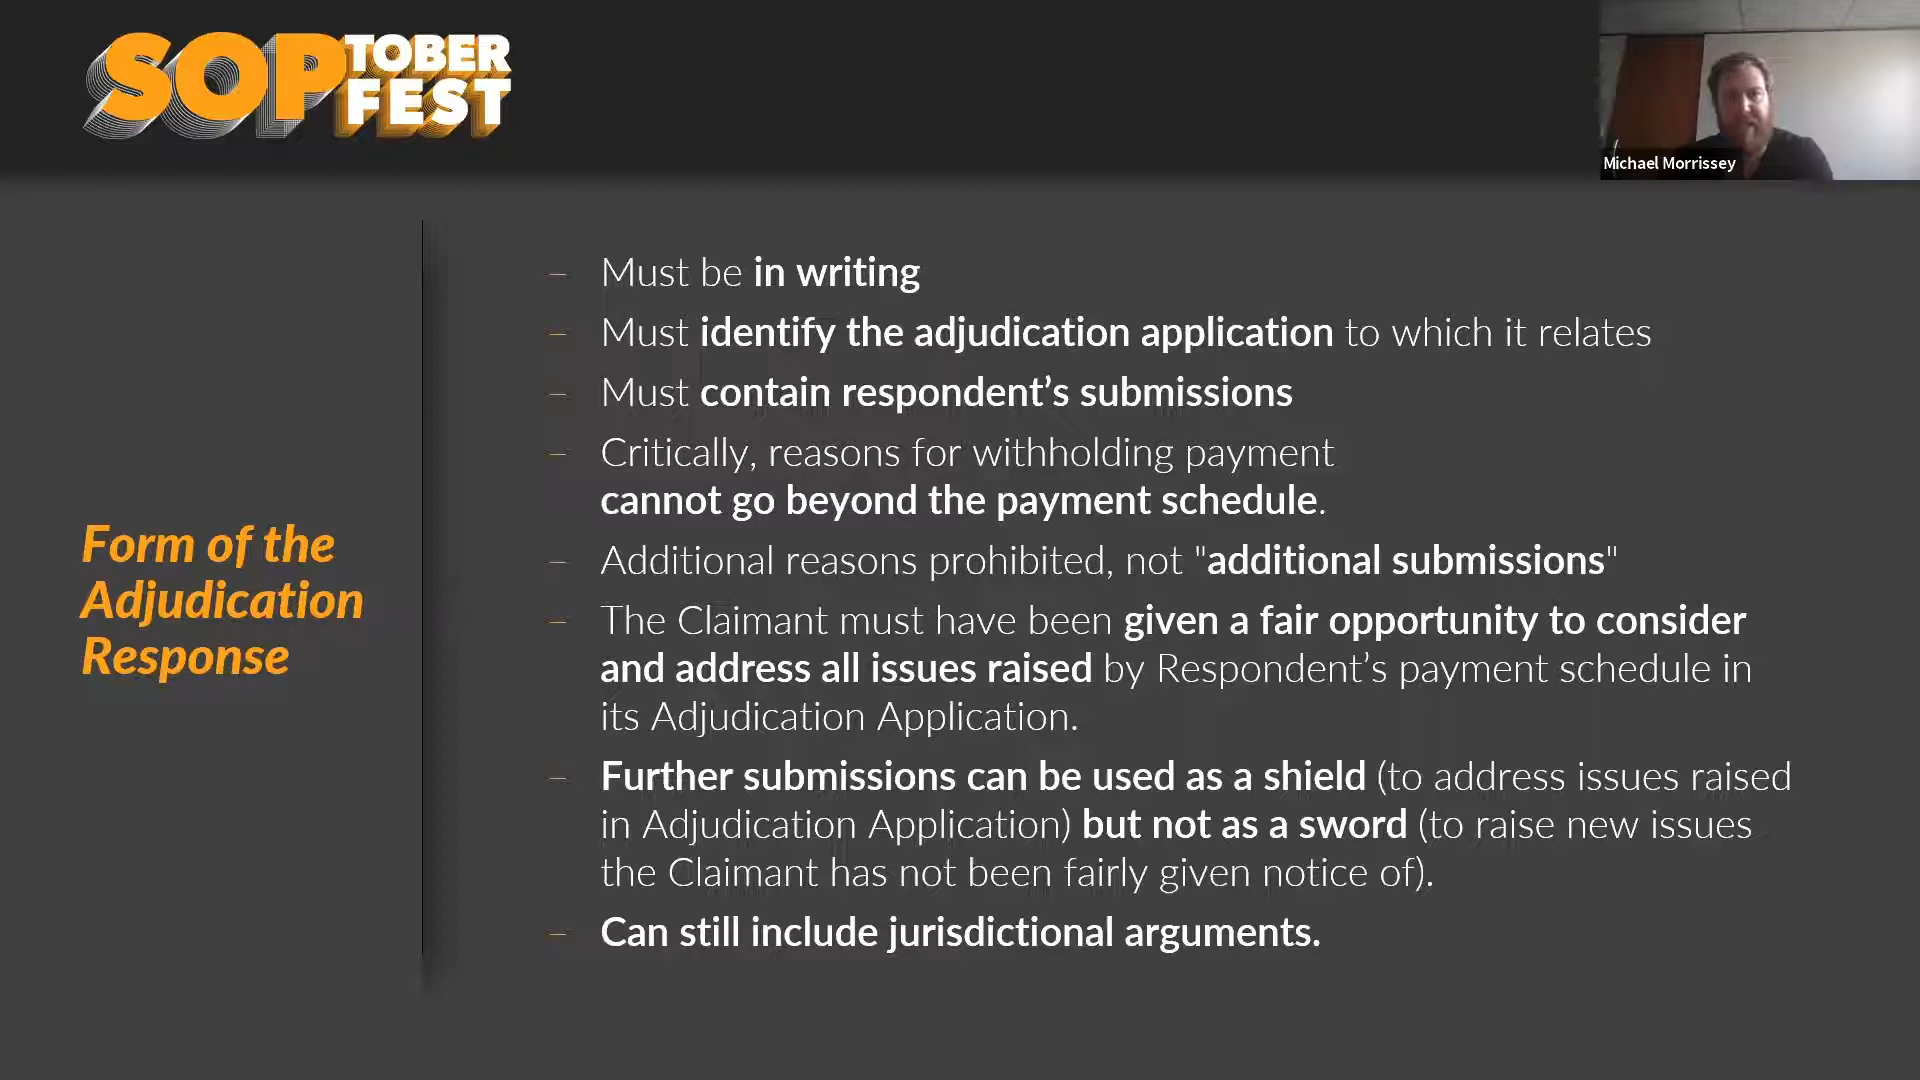 SOPTOBER
FEST
Michael Morrissey
Form of the
Adjudication
Response
– Must be in writing
– Must identify the adjudication application to which it relates
– Must contain respondent’s submissions
– Critically, reasons for withholding payment
cannot go beyond the payment schedule.
– Additional reasons prohibited, not "additional submissions"
– The Claimant must have been given a fair opportunity to consider
and address all issues raised by Respondent’s payment schedule in
its Adjudication Application.
– Further submissions can be used as a shield (to address issues raised
in Adjudication Application) but not as a sword (to raise new issues
the Claimant has not been fairly given notice of).
– Can still include jurisdictional arguments.